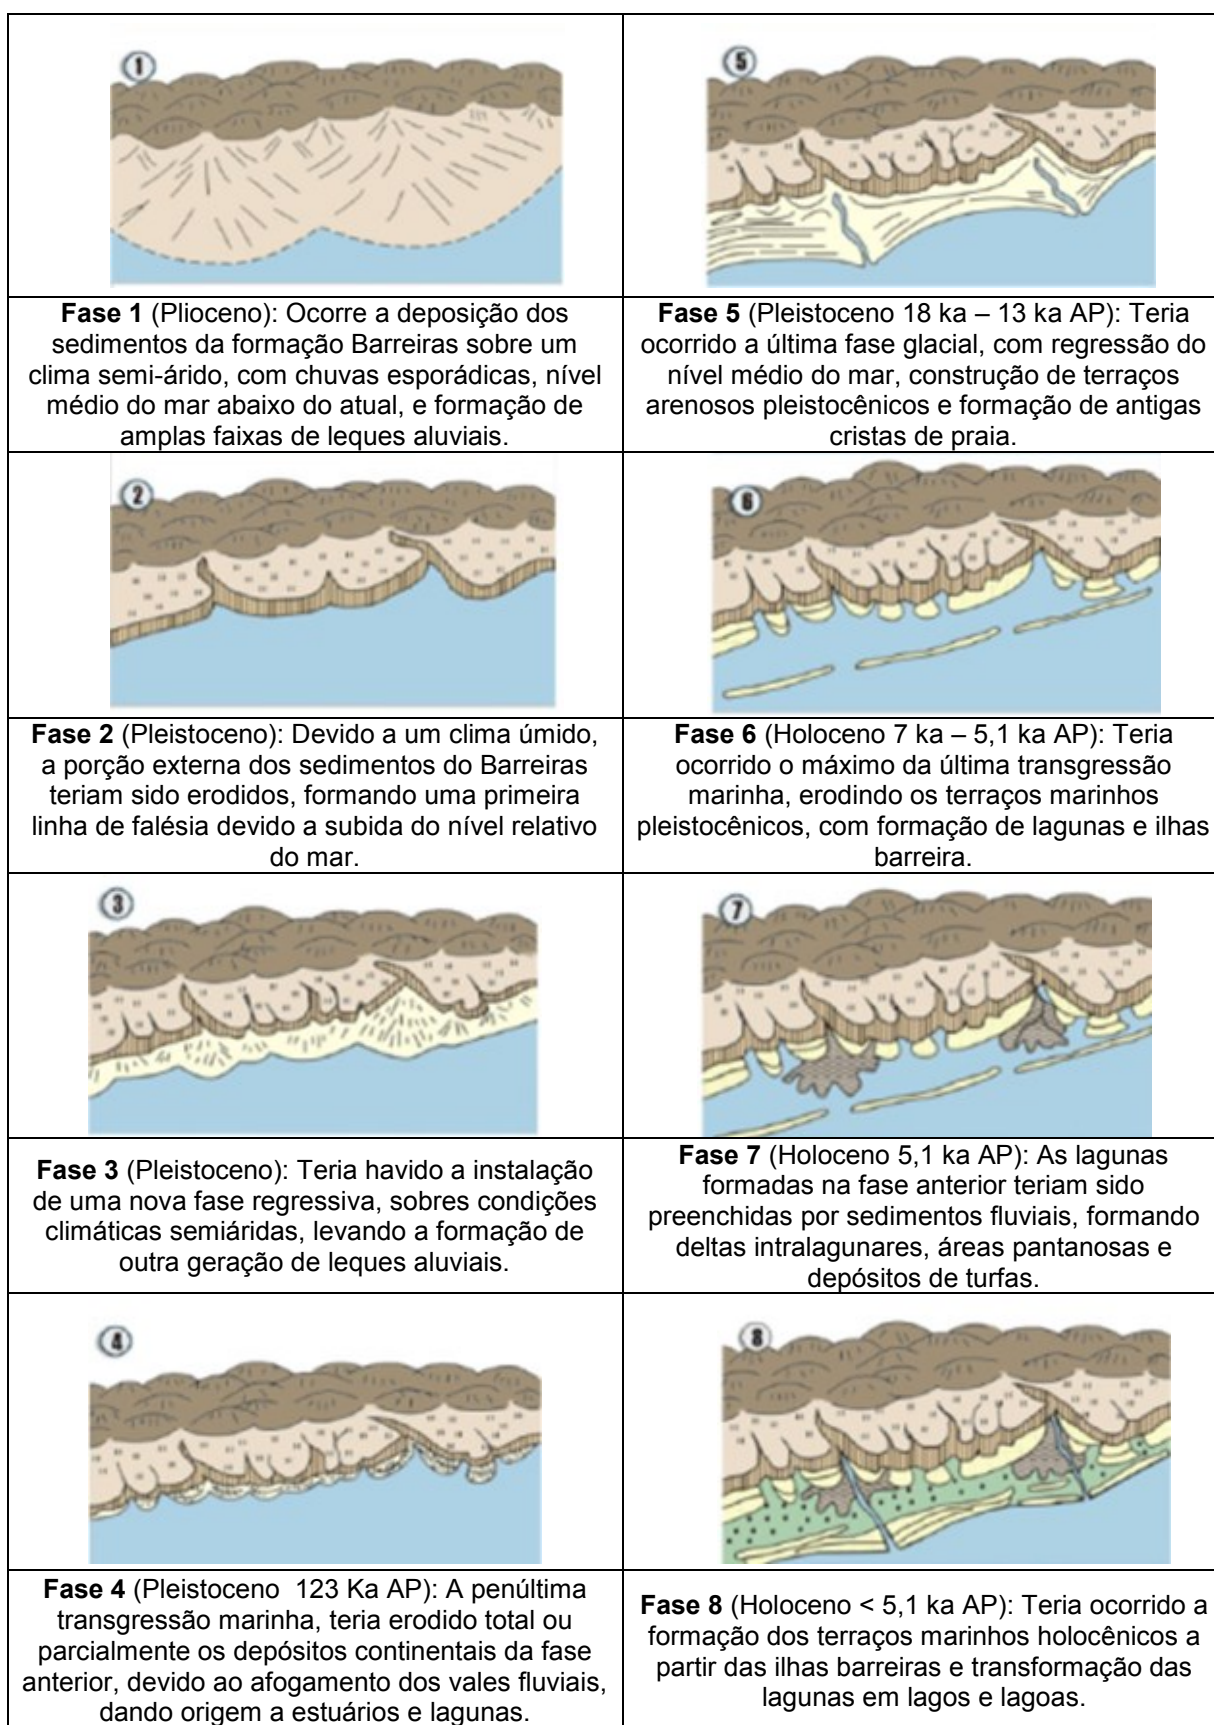 1
Fase 1 (Plioceno): Ocorre a deposição dos
sedimentos da formação Barreiras sobre um
clima semi-árido, com chuvas esporádicas, nível
médio do mar abaixo do atual, e formação de
amplas faixas de leques aluviais.
5
Fase 5 (Pleistoceno 18 ka – 13 ka AP): Teria
ocorrido a última fase glacial, com regressão do
nível médio do mar, construção de terraços
arenosos pleistocênicos e formação de antigas
cristas de praia.
2
Fase 2 (Pleistoceno): Devido a um clima úmido,
a porção externa dos sedimentos do Barreiras
teriam sido erodidos, formando uma primeira
linha de falésia devido a subida do nível relativo
do mar.
6
Fase 6 (Holoceno 7 ka – 5,1 ka AP): Teria
ocorrido o máximo da última transgressão
marinha, erodindo os terraços marinhos
pleistocênicos, com formação de lagunas e ilhas
barreira.
3
Fase 3 (Pleistoceno): Teria havido a instalação
de uma nova fase regressiva, sobres condições
climáticas semiáridas, levando a formação de
outra geração de leques aluviais.
7
Fase 7 (Holoceno 5,1 ka AP): As lagunas
formadas na fase anterior teriam sido
preenchidas por sedimentos fluviais, formando
deltas intralagunares, áreas pantanosas e
depósitos de turfas.
4
Fase 4 (Pleistoceno 123 Ka AP): A penúltima
transgressão marinha, teria erodido total ou
parcialmente os depósitos continentais da fase
anterior, devido ao afogamento dos vales fluviais,
dando origem a estuários e lagunas.
8
Fase 8 (Holoceno < 5,1 ka AP): Teria ocorrido a
formação dos terraços marinhos holocênicos a
partir das ilhas barreiras e transformação das
lagunas em lagos e lagoas.